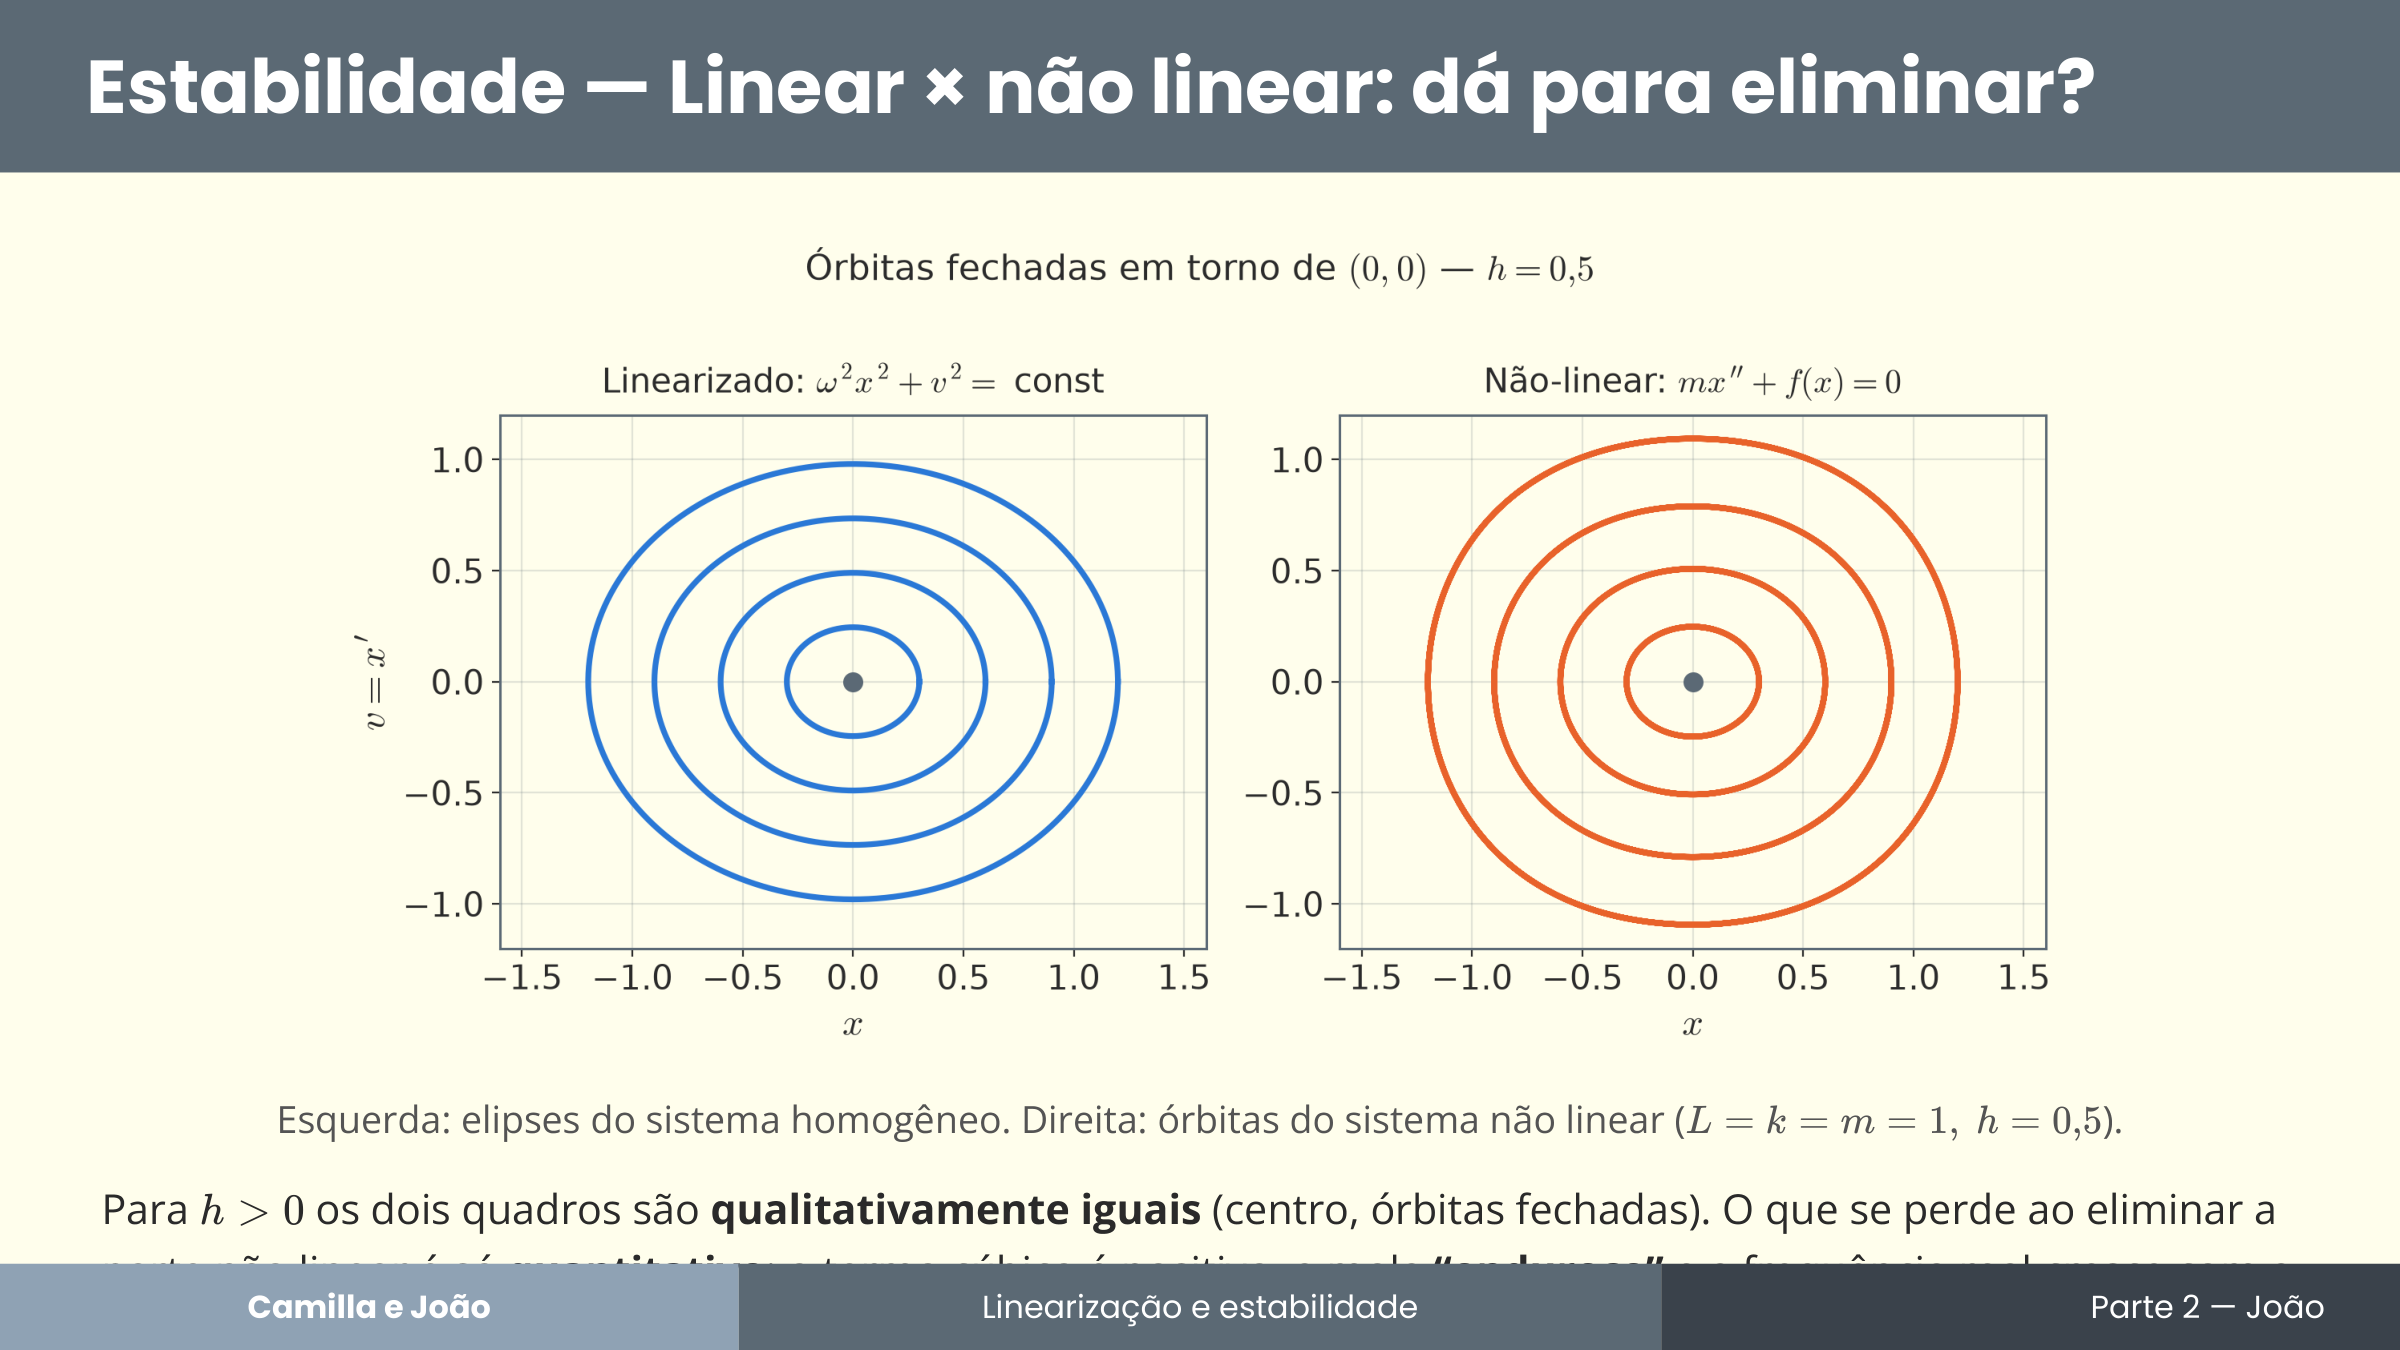 Estabilidade — Linear × não linear: dá para eliminar?
Órbitas fechadas em torno de (0, 0) — h = 0,5
Linearizado: ω²x² + v² = const
Não-linear: mx″ + f(x) = 0
1.0
0.5
0.0
−0.5
−1.0
v = x′
−1.5 −1.0 −0.5 0.0 0.5 1.0 1.5
x
1.0
0.5
0.0
−0.5
−1.0
−1.5 −1.0 −0.5 0.0 0.5 1.0 1.5
x
Esquerda: elipses do sistema homogêneo. Direita: órbitas do sistema não linear (L = k = m = 1, h = 0,5).
Para h > 0 os dois quadros são qualitativamente iguais (centro, órbitas fechadas). O que se perde ao eliminar a
Camilla e João
Linearização e estabilidade
Parte 2 — João